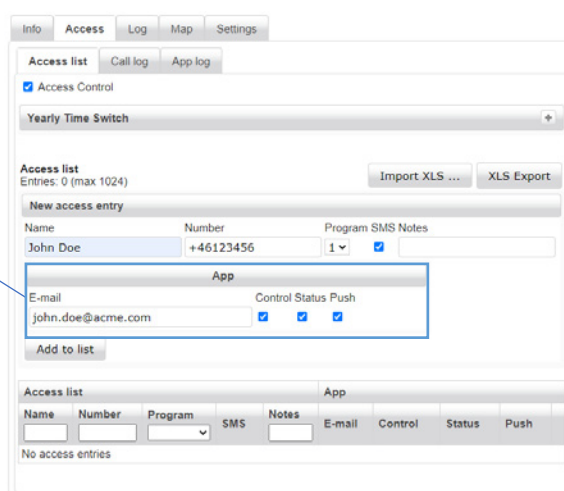 Info Access Log Map Settings
Access list Call log App log
Access Control
Yearly Time Switch +
Access list
Entries: 0 (max 1024)
Import XLS ... XLS Export
New access entry
Name Number Program SMS Notes
John Doe +46123456 1
App
E-mail Control Status Push
john.doe@acme.com
Add to list
Access list App
Name Number Program SMS Notes E-mail Control Status Push
No access entries